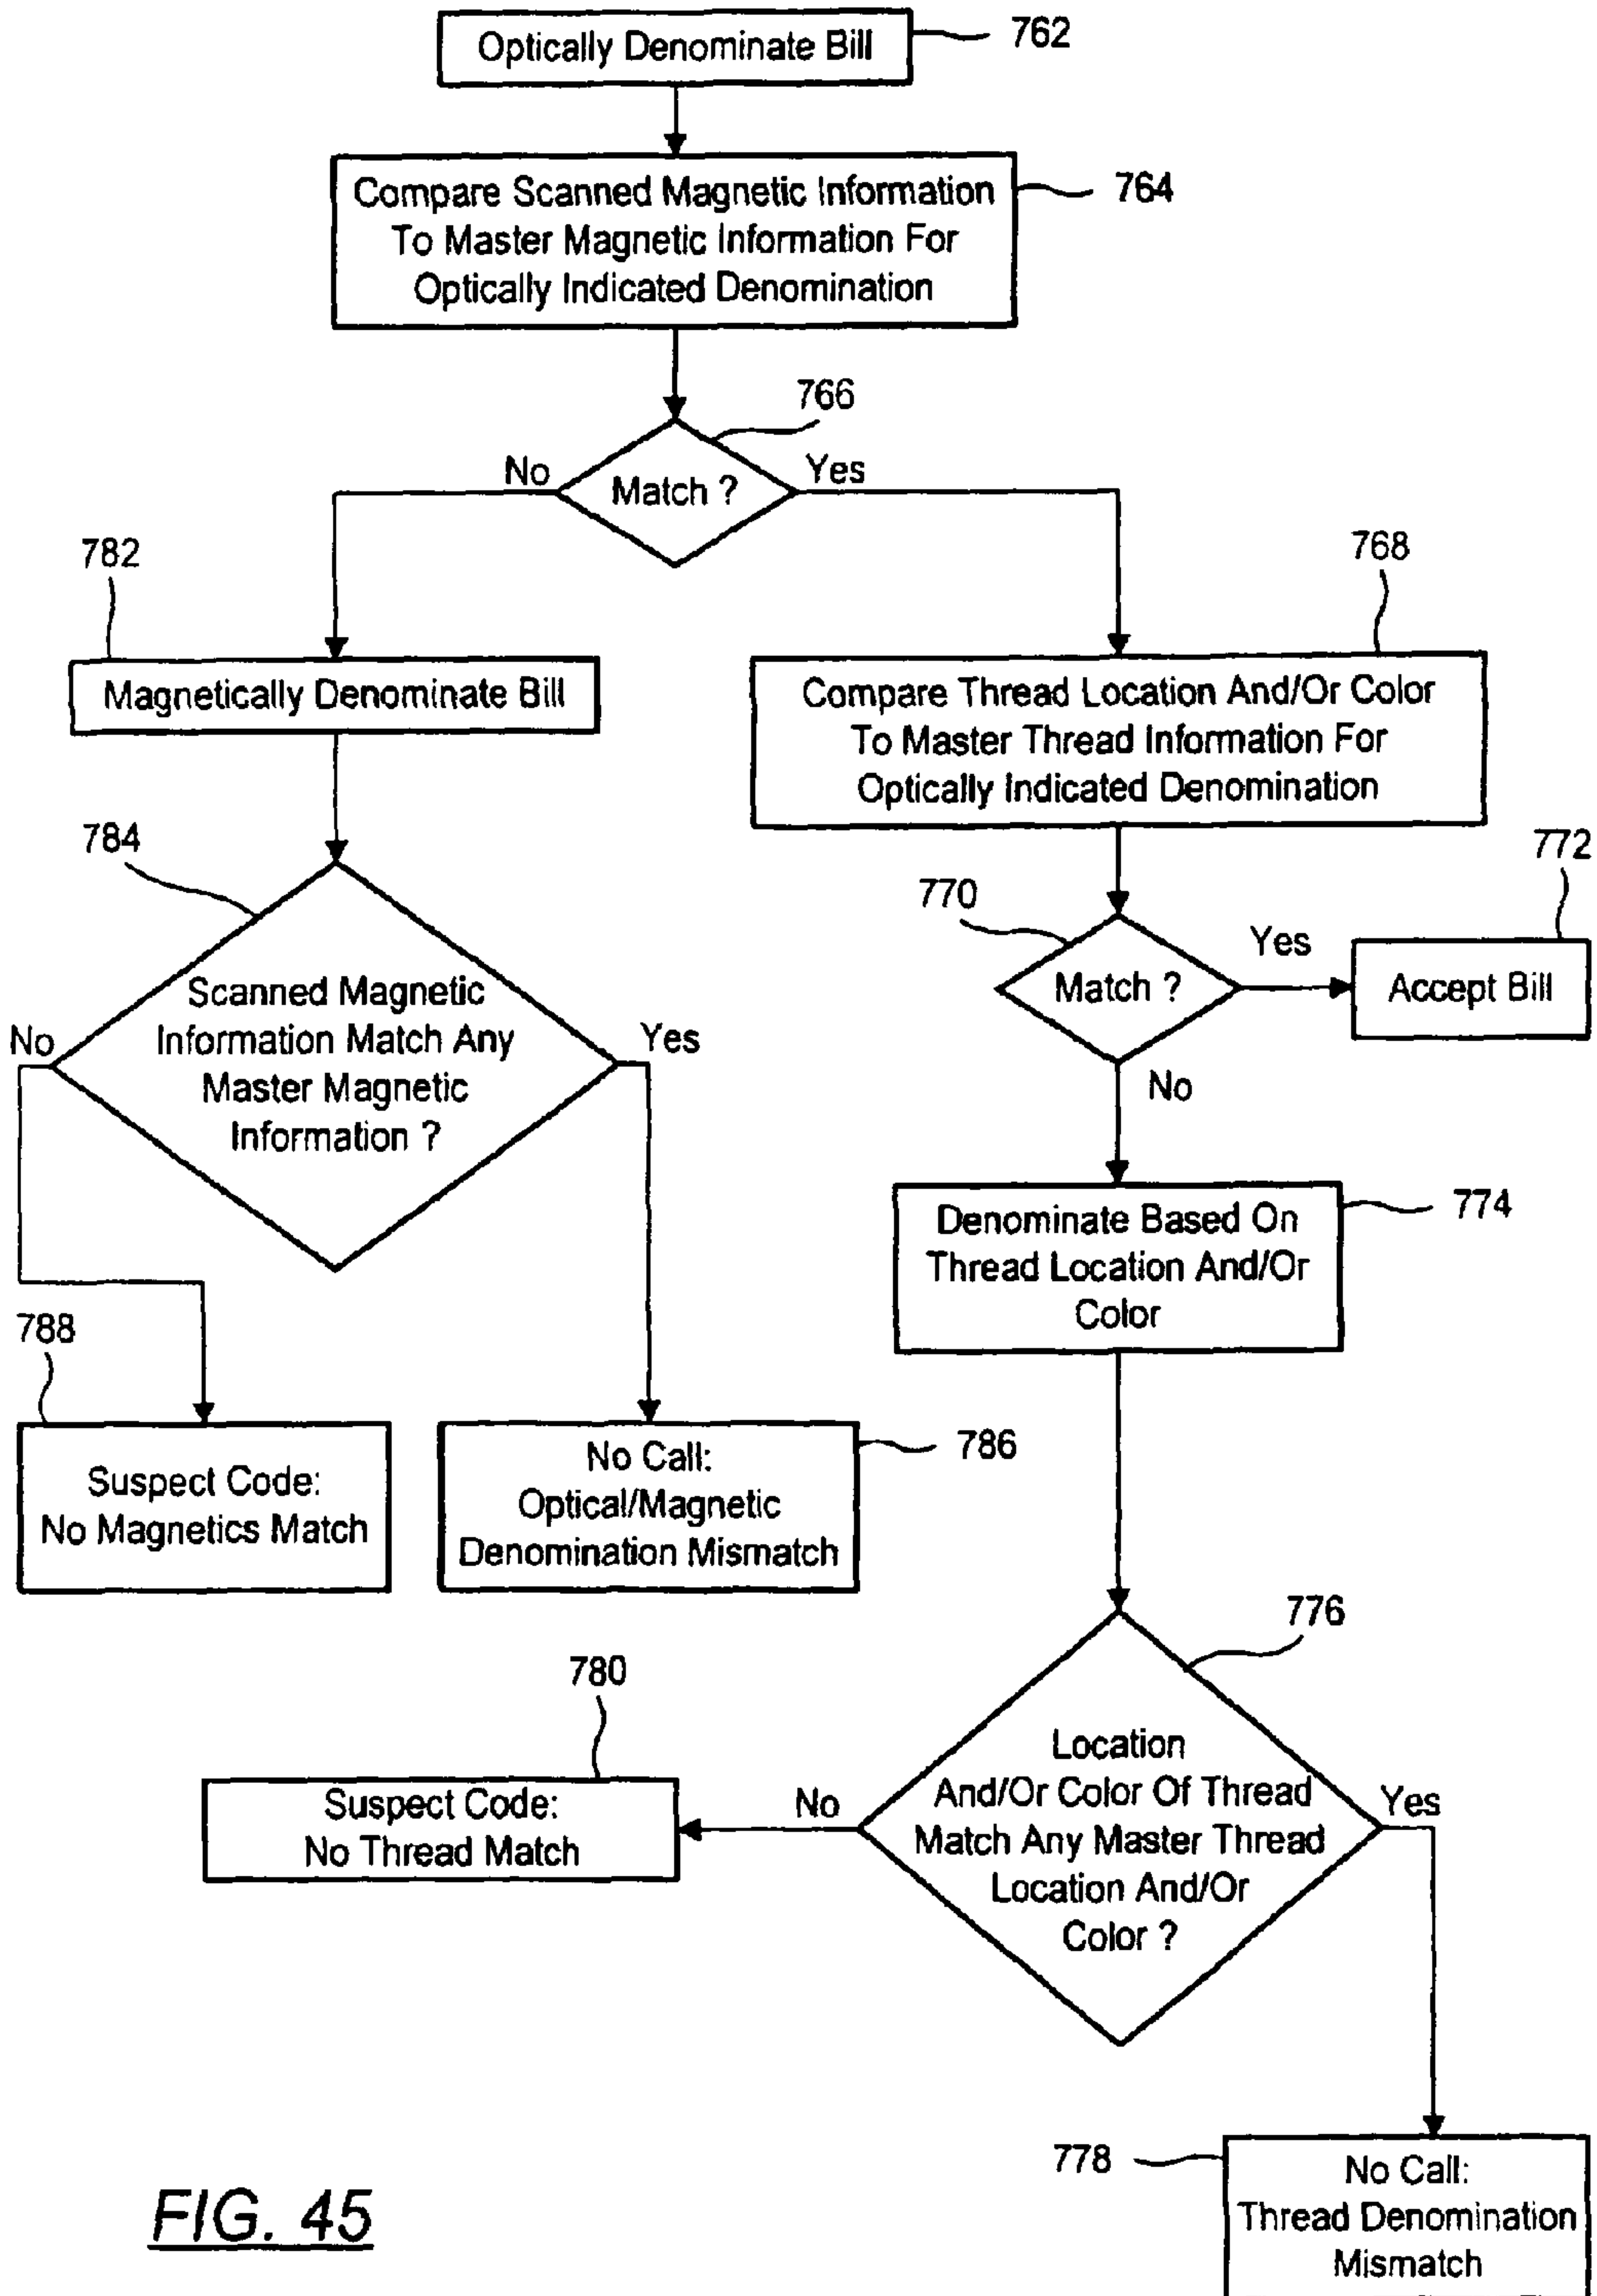 Optically Denominate Bill
762
Compare Scanned Magnetic Information
To Master Magnetic Information For
Optically Indicated Denomination
764
766
No
Match ?
Yes
782
768
Magnetically Denominate Bill
Compare Thread Location And/Or Color
To Master Thread Information For
Optically Indicated Denomination
784
772
770
Scanned Magnetic
Information Match Any
Master Magnetic
Information ?
No
Yes
Match ?
Yes
Accept Bill
No
Denominate Based On
Thread Location And/Or
Color
774
788
Suspect Code:
No Magnetics Match
No Call:
Optical/Magnetic
Denomination Mismatch
786
776
780
Suspect Code:
No Thread Match
No
Location
And/Or Color Of Thread
Match Any Master Thread
Location And/Or
Color ?
Yes
778
No Call:
Thread Denomination
Mismatch
FIG. 45